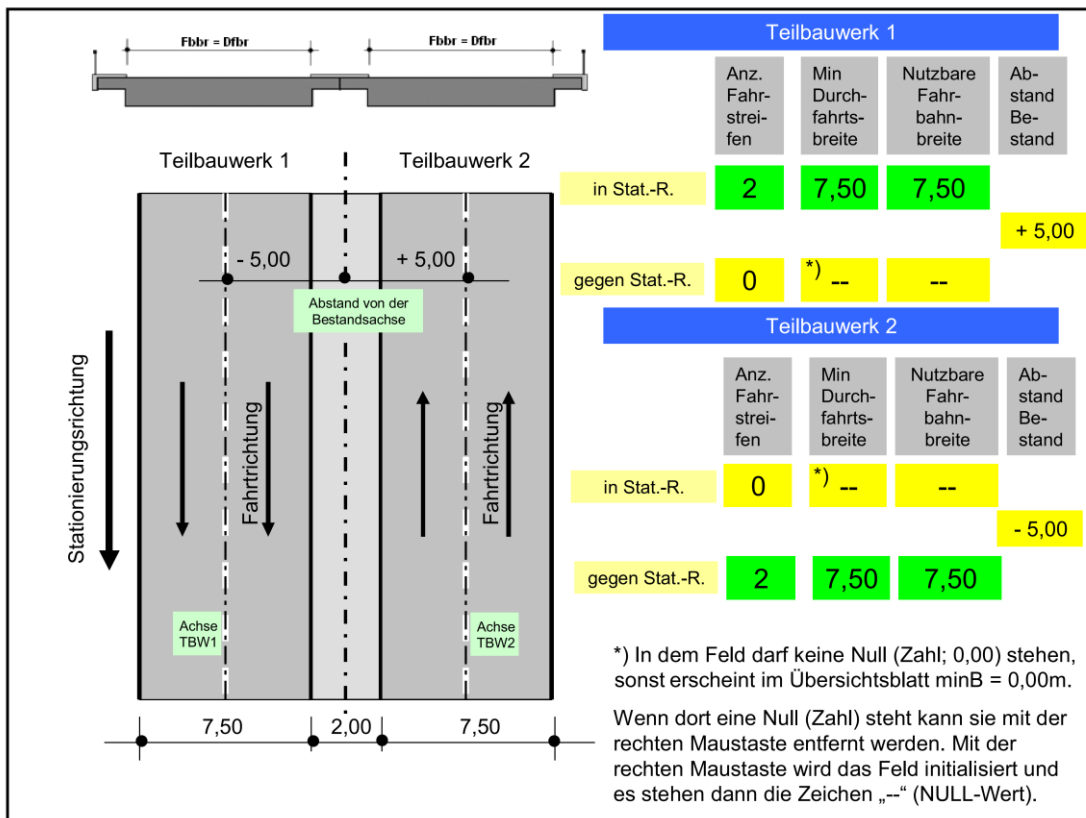 Fbbr = Dfbr
Fbbr = Dfbr
Teilbauwerk 1
Teilbauwerk 2
- 5,00
+ 5,00
Abstand von der
Bestandsachse
Stationierungsrichtung
Fahrtrichtung
Fahrtrichtung
Achse
TBW1
Achse
TBW2
7,50
2,00
7,50
Teilbauwerk 1
Anz.
Fahr-
strei-
fen
Min
Durch-
fahrts-
breite
Nutzbare
Fahr-
bahn-
breite
Ab-
stand
Be-
stand
in Stat.-R.
2
7,50
7,50
+ 5,00
gegen Stat.-R.
0
*) --
--
Teilbauwerk 2
Anz.
Fahr-
strei-
fen
Min
Durch-
fahrts-
breite
Nutzbare
Fahr-
bahn-
breite
Ab-
stand
Be-
stand
in Stat.-R.
0
*) --
--
- 5,00
gegen Stat.-R.
2
7,50
7,50
*) In dem Feld darf keine Null (Zahl; 0,00) stehen,
sonst erscheint im Übersichtsblatt minB = 0,00m.
Wenn dort eine Null (Zahl) steht kann sie mit der
rechten Maustaste entfernt werden. Mit der
rechten Maustaste wird das Feld initialisiert und
es stehen dann die Zeichen „--“ (NULL-Wert).